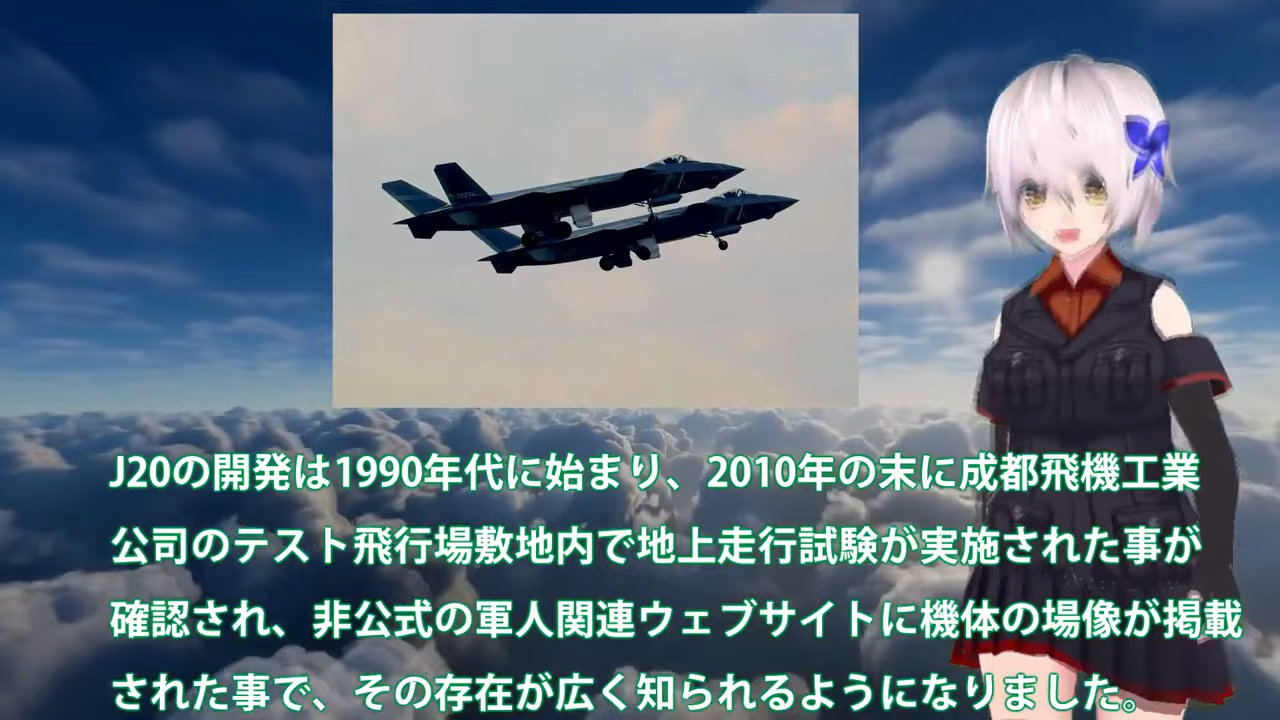 J20の開発は1990年代に始まり、2010年の末に成都飛機工業
公司のテスト飛行場敷地内で地上走行試験が実施された事が
確認され、非公式の軍人関連ウェブサイトに機体の場像が掲載
された事で、その存在が広く知られるようになりました。